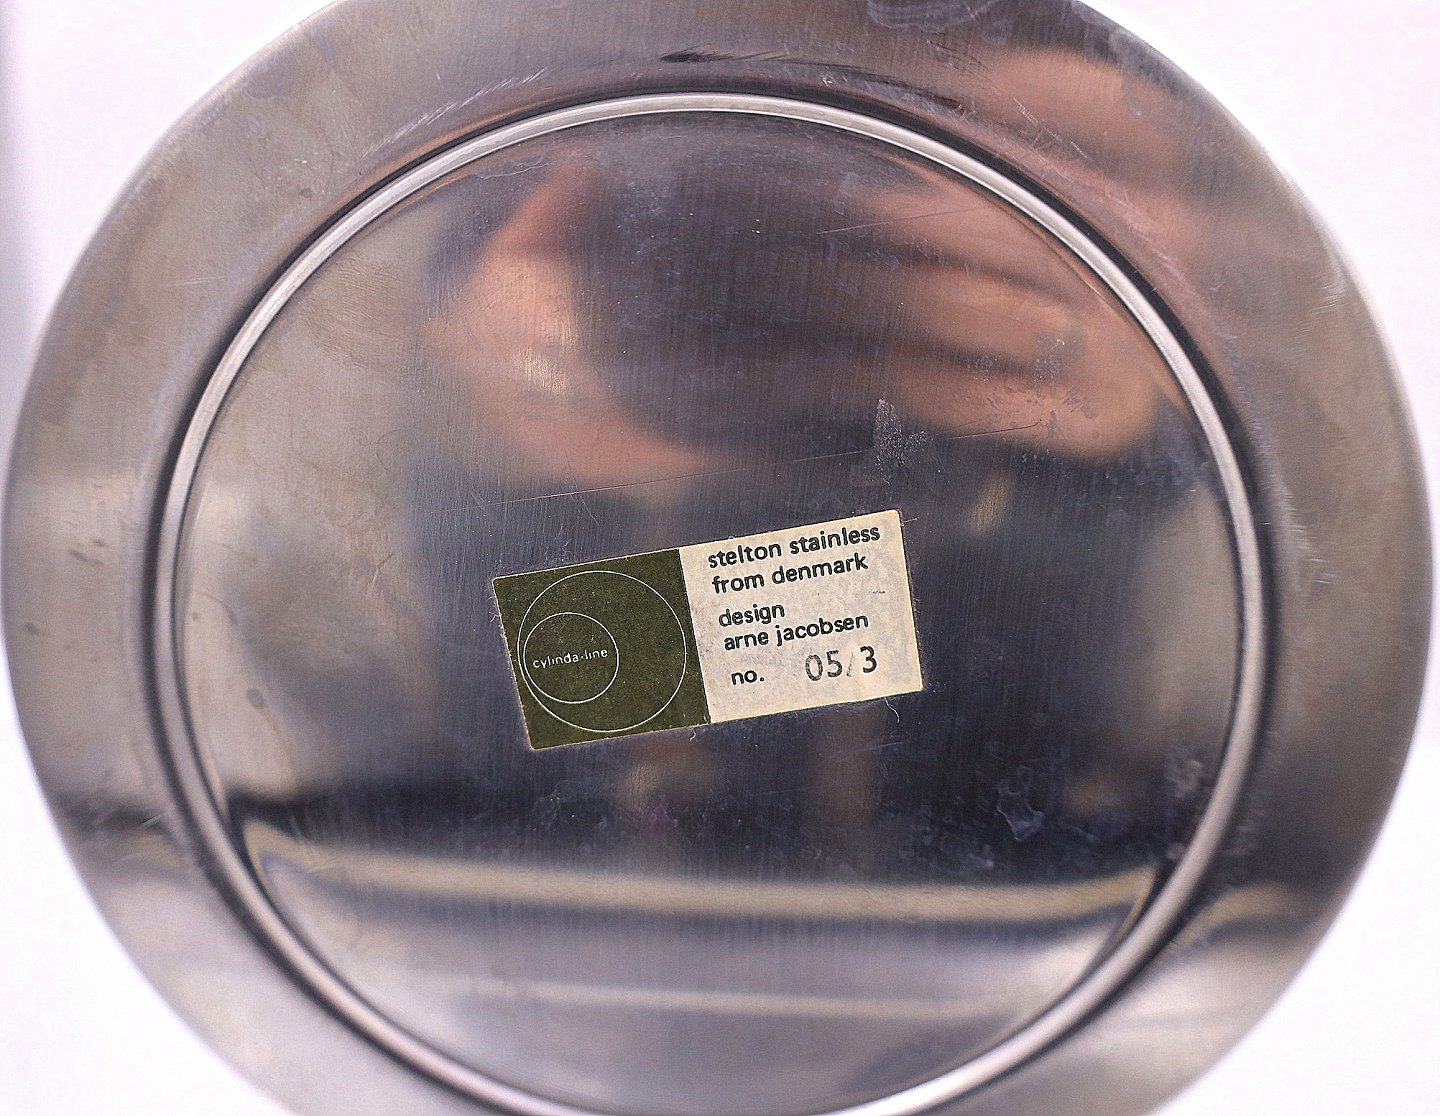 cylinda-line
stelton stainless
from denmark
design
arne jacobsen
no. 05/3